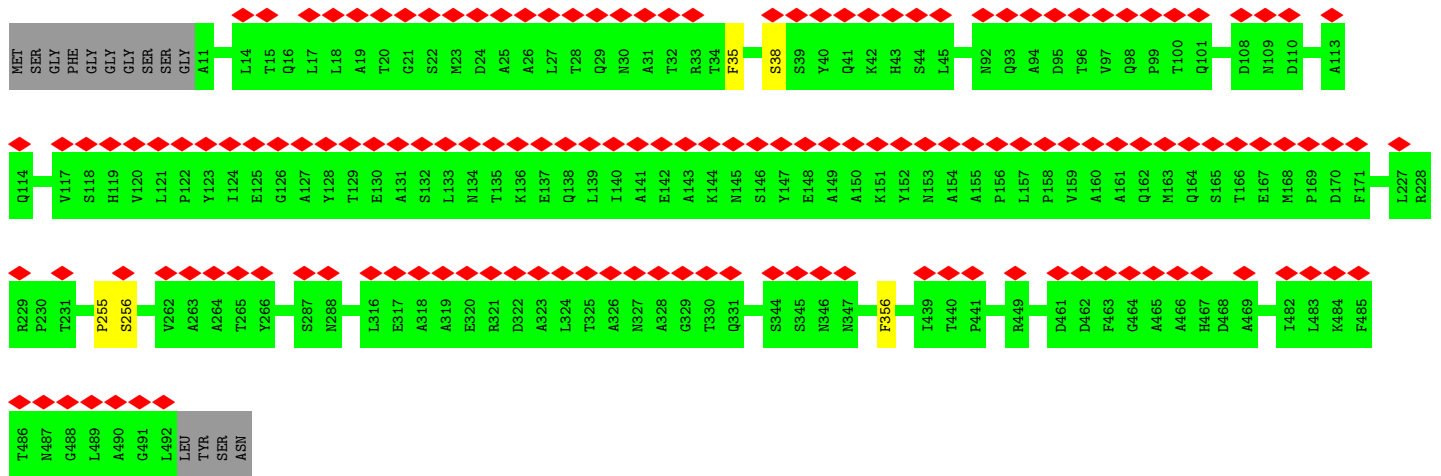 MET SER GLY PHE GLY GLY GLY SER SER GLY A11 L14 T15 Q16 L17 L18 A19 T20 G21 S22 M23 D24 A25 A26 L27 T28 Q29 N30 A31 T32 R33 T34 F35 S38 S39 Y40 Q41 K42 H43 S44 L45 N92 Q93 A94 D95 T96 V97 Q98 P99 T100 Q101 D108 N109 D110 A113
Q114 V117 S118 H119 V120 L121 P122 Y123 I124 E125 G126 A127 Y128 T129 E130 A131 S132 L133 N134 T135 K136 E137 Q138 L139 I140 A141 E142 A143 K144 N145 S146 Y147 E148 A149 A150 K151 Y152 N153 A154 A155 P156 L157 P158 V159 A160 A161 Q162 M163 Q164 S165 T166 E167 M168 P169 D170 F171 L227 R228
R229 P230 T231 P255 S256 V262 A263 A264 T265 Y266 S287 N288 L316 E317 A318 A319 E320 R321 D322 A323 L324 T325 A326 N327 A328 G329 T330 Q331 S344 S345 N346 N347 F356 I439 T440 P441 R449 D461 D462 F463 G464 A465 A466 H467 D468 A469 I482 L483 K484 F485
T486 N487 G488 L489 A490 G491 L492 LEU TYR SER ASN